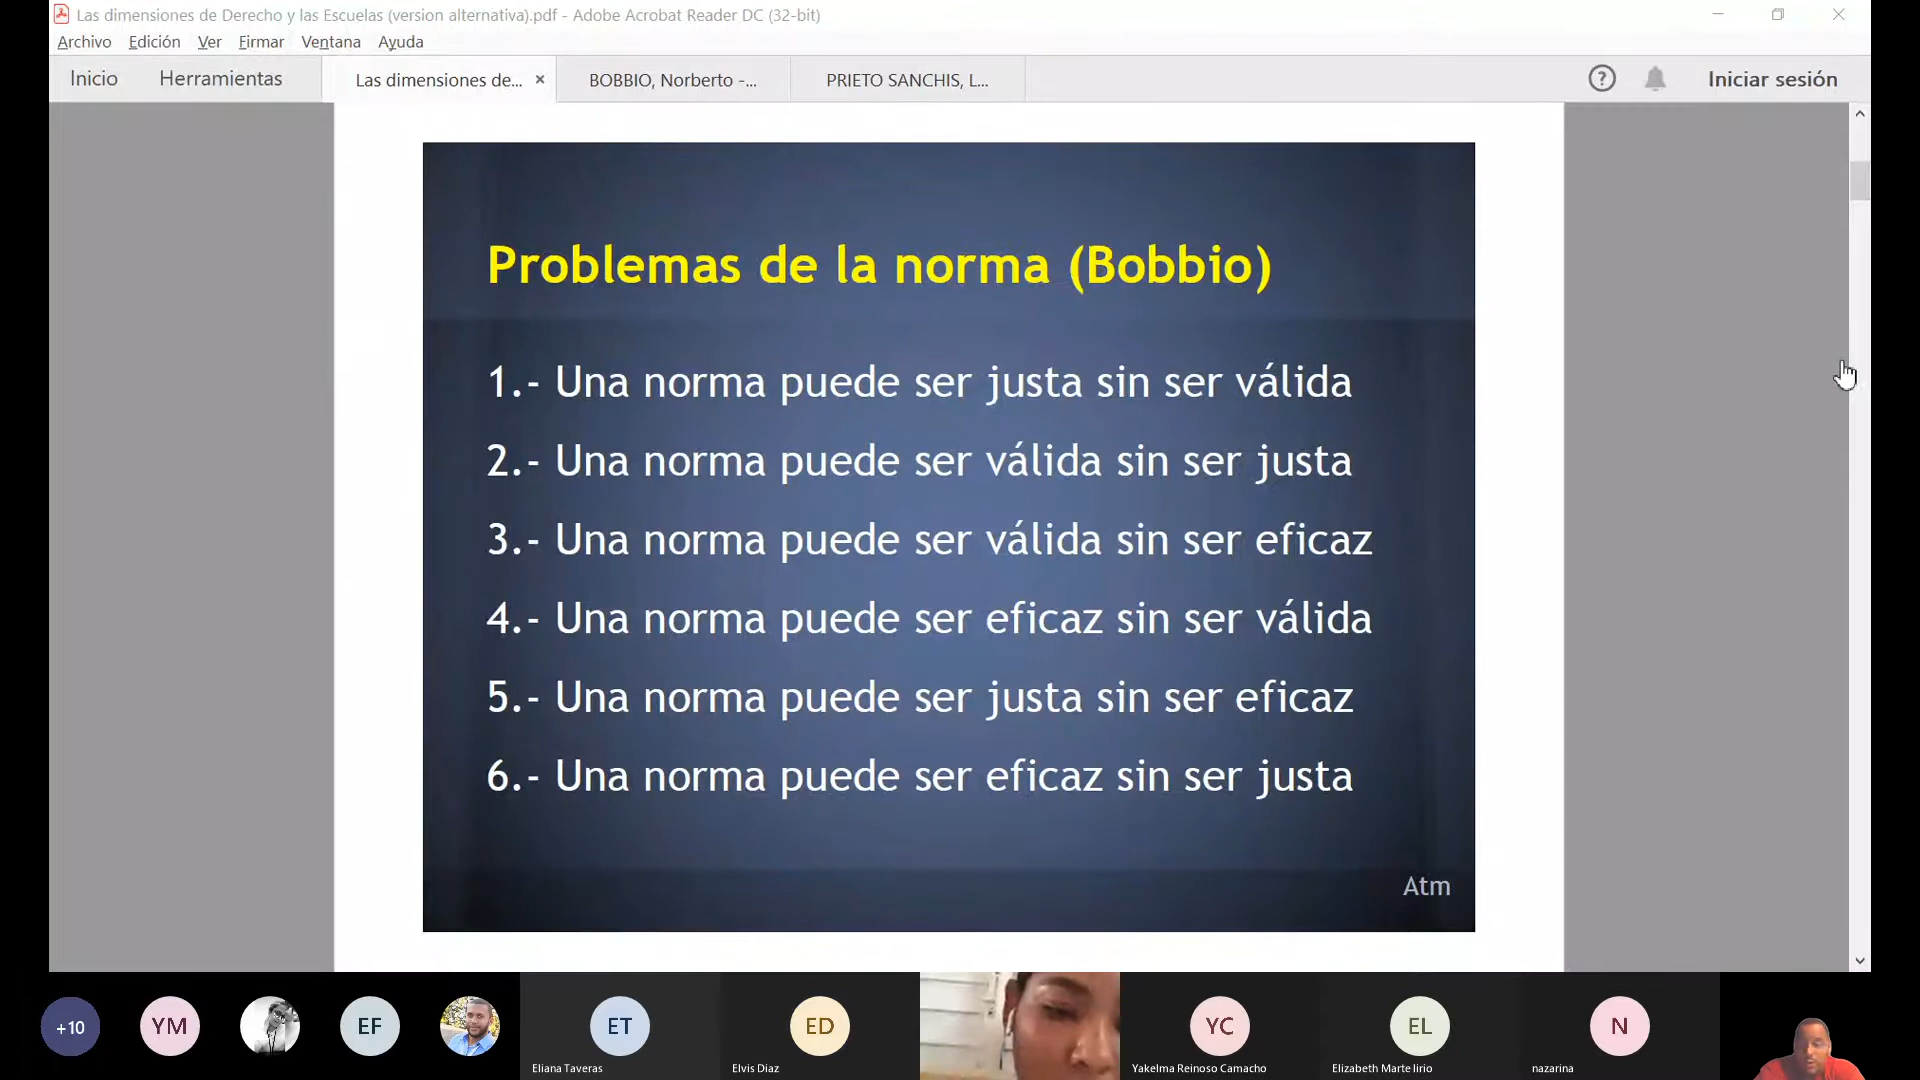 Las dimensiones de Derecho y las Escuelas (version alternativa).pdf - Adobe Acrobat Reader DC (32-bit)
Archivo Edición Ver Firmar Ventana Ayuda
Inicio Herramientas Las dimensiones de... × BOBBIO, Norberto -... PRIETO SANCHIS, L... ? Iniciar sesión
Problemas de la norma (Bobbio)
1.- Una norma puede ser justa sin ser válida
2.- Una norma puede ser válida sin ser justa
3.- Una norma puede ser válida sin ser eficaz
4.- Una norma puede ser eficaz sin ser válida
5.- Una norma puede ser justa sin ser eficaz
6.- Una norma puede ser eficaz sin ser justa
Atm
+10 YM EF ET ED YC EL N
Eliana Taveras Elvis Diaz Yakelma Reinoso Camacho Elizabeth Marte lirio nazarina